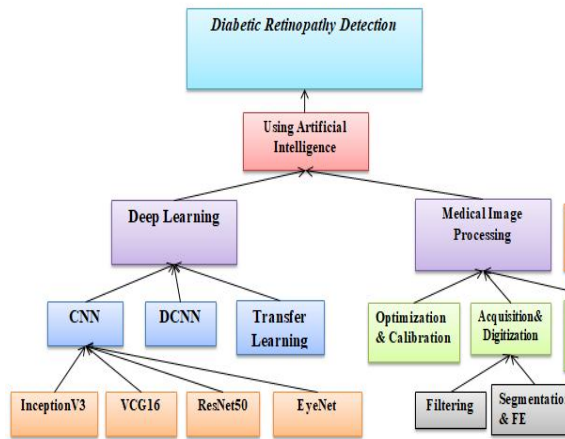 Diabetic Retinopathy Detection
Using Artificial
Intelligence
Deep Learning
Medical Image
Processing
CNN
DCNN
Transfer
Learning
Optimization
& Calibration
Acquisition&
Digitization
InceptionV3
VCG16
ResNet50
EyeNet
Filtering
Segmentatio
& FE